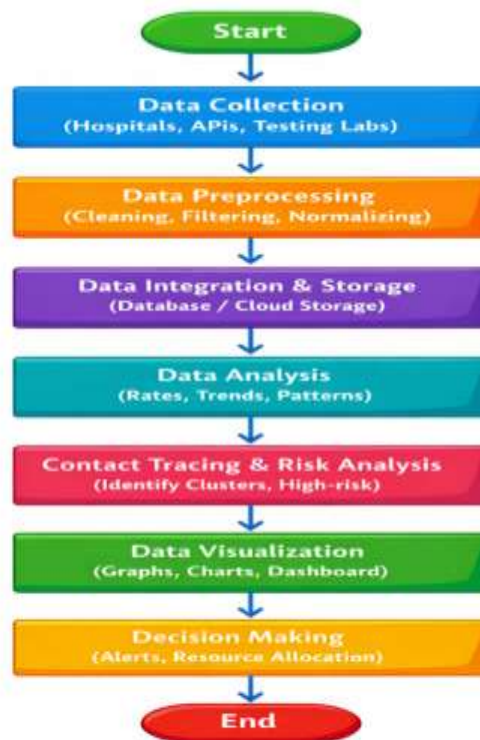 Start
Data Collection
(Hospitals, APIs, Testing Labs)
Data Preprocessing
(Cleaning, Filtering, Normalizing)
Data Integration & Storage
(Database / Cloud Storage)
Data Analysis
(Rates, Trends, Patterns)
Contact Tracing & Risk Analysis
(Identify Clusters, High-risk)
Data Visualization
(Graphs, Charts, Dashboard)
Decision Making
(Alerts, Resource Allocation)
End